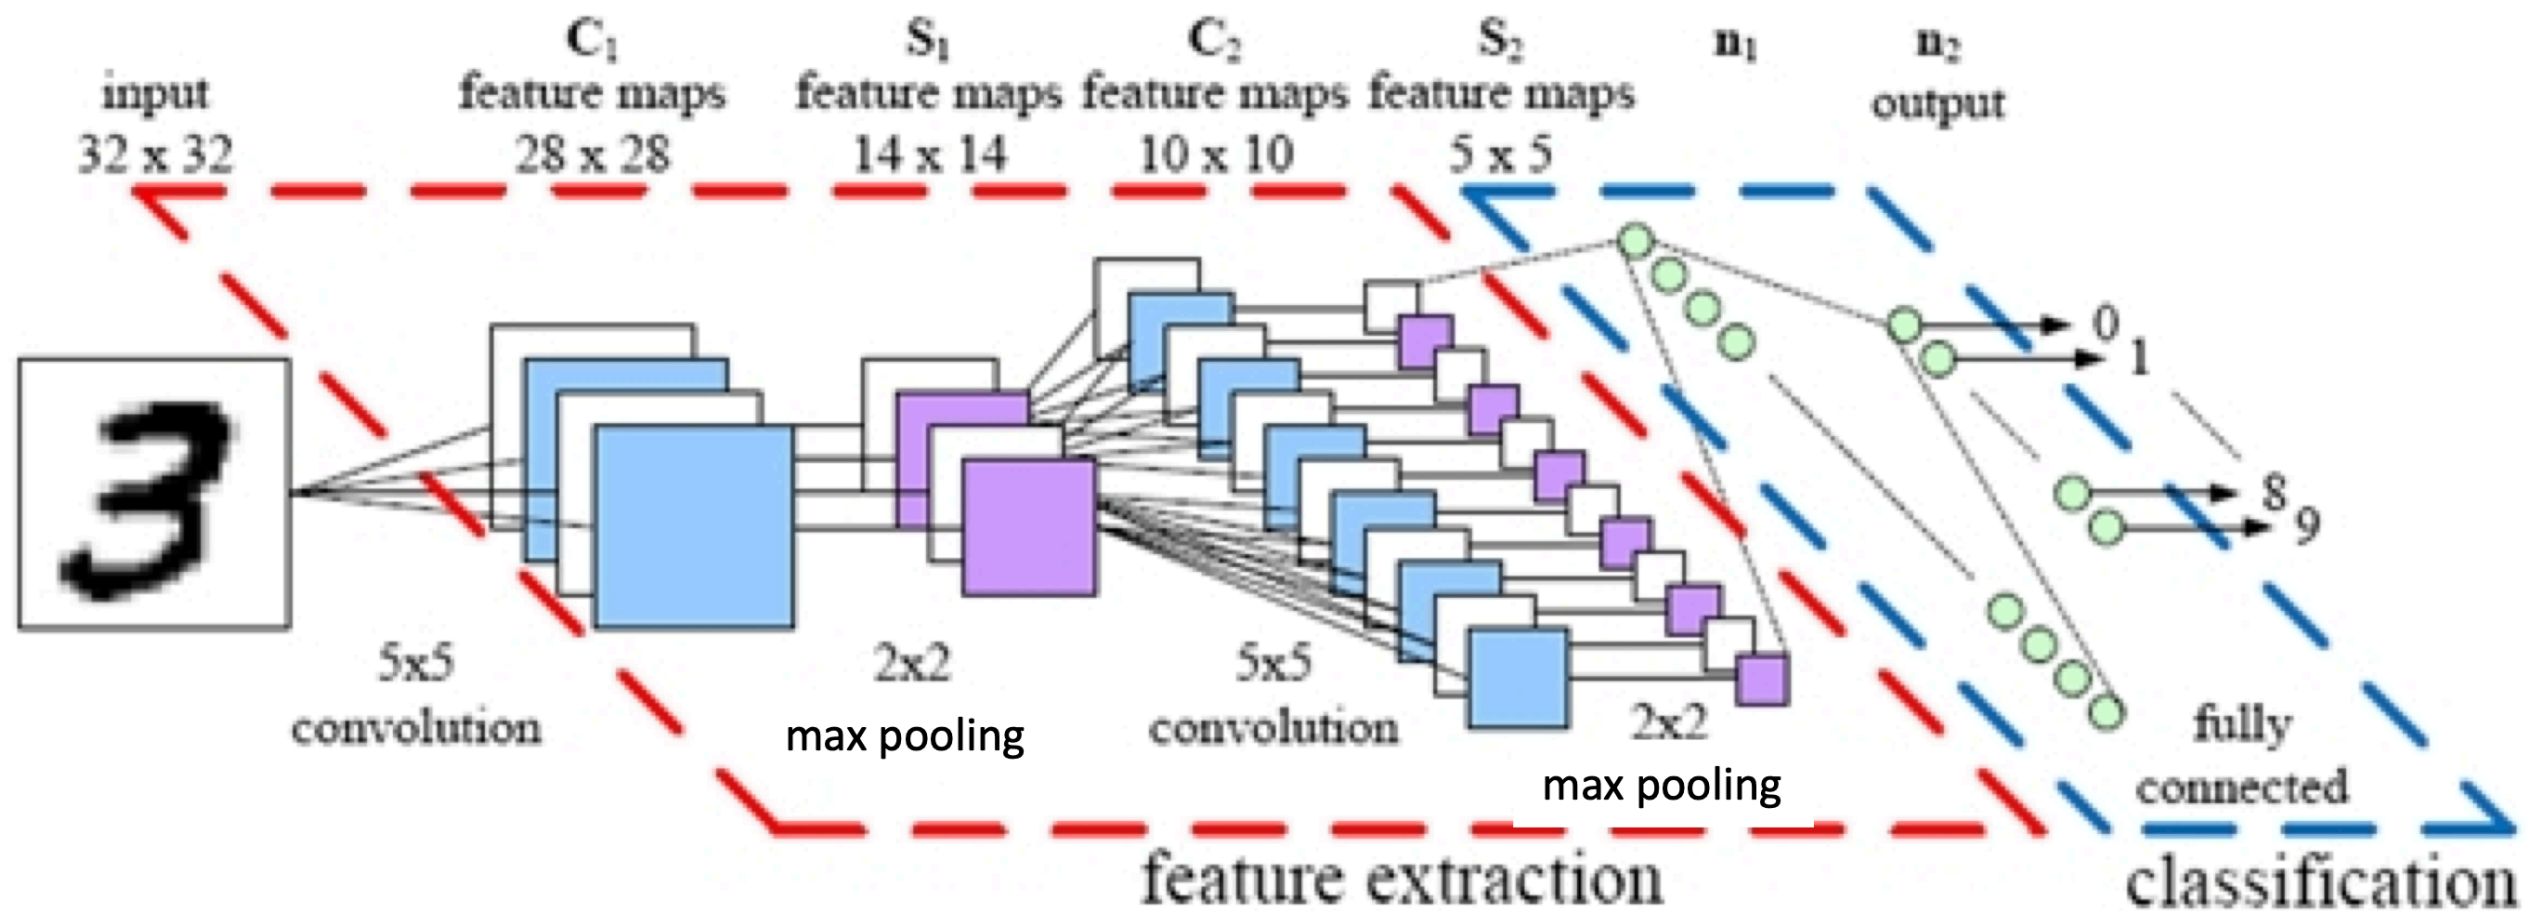 input
32 x 32
C1
feature maps
28 x 28
S1
feature maps
14 x 14
C2
feature maps
10 x 10
S2
feature maps
5 x 5
n1
n2
output
3
0
1
8
9
5x5
convolution
2x2
max pooling
5x5
convolution
2x2
max pooling
fully
connected
feature extraction
classification